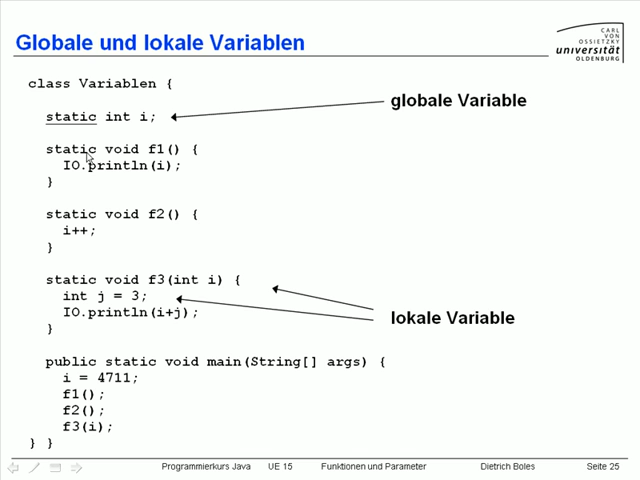 Globale und lokale Variablen
CARL
VON
OSSIETZKY
universität
OLDENBURG
class Variablen {
static int i;
globale Variable
static void f1() {
IO.println(i);
}
static void f2() {
i++;
}
static void f3(int i) {
int j = 3;
IO.println(i+j);
lokale Variable
}
public static void main(String[] args) {
i = 4711;
f1();
f2();
f3(i);
} }
Programmierkurs Java UE 15 Funktionen und Parameter Dietrich Boles Seite 25